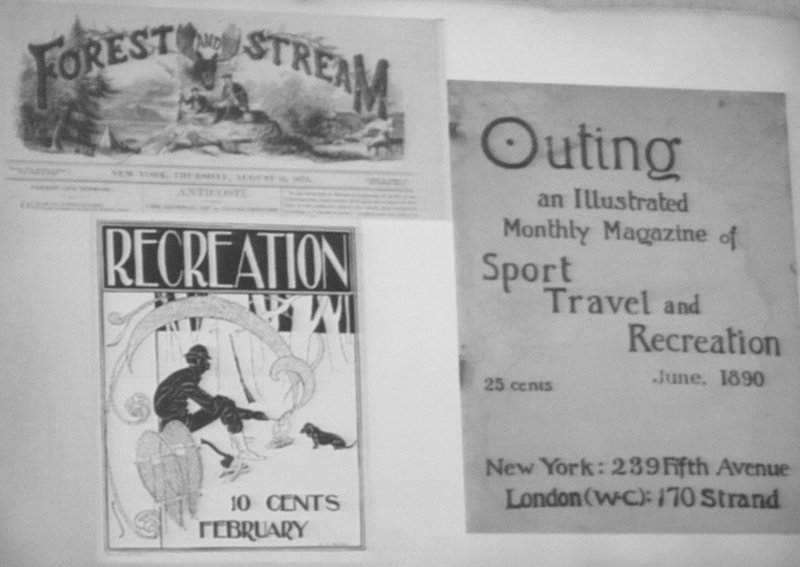 FOREST AND STREAM
NEW YORK, THURSDAY, AUGUST
ANTICOSTI.
RECREATION
10 CENTS
FEBRUARY
Outing
an Illustrated
Monthly Magazine of
Sport
Travel and
Recreation
25 cents
June. 1890
New York: 239 Fifth Avenue
London (W-C): 170 Strand